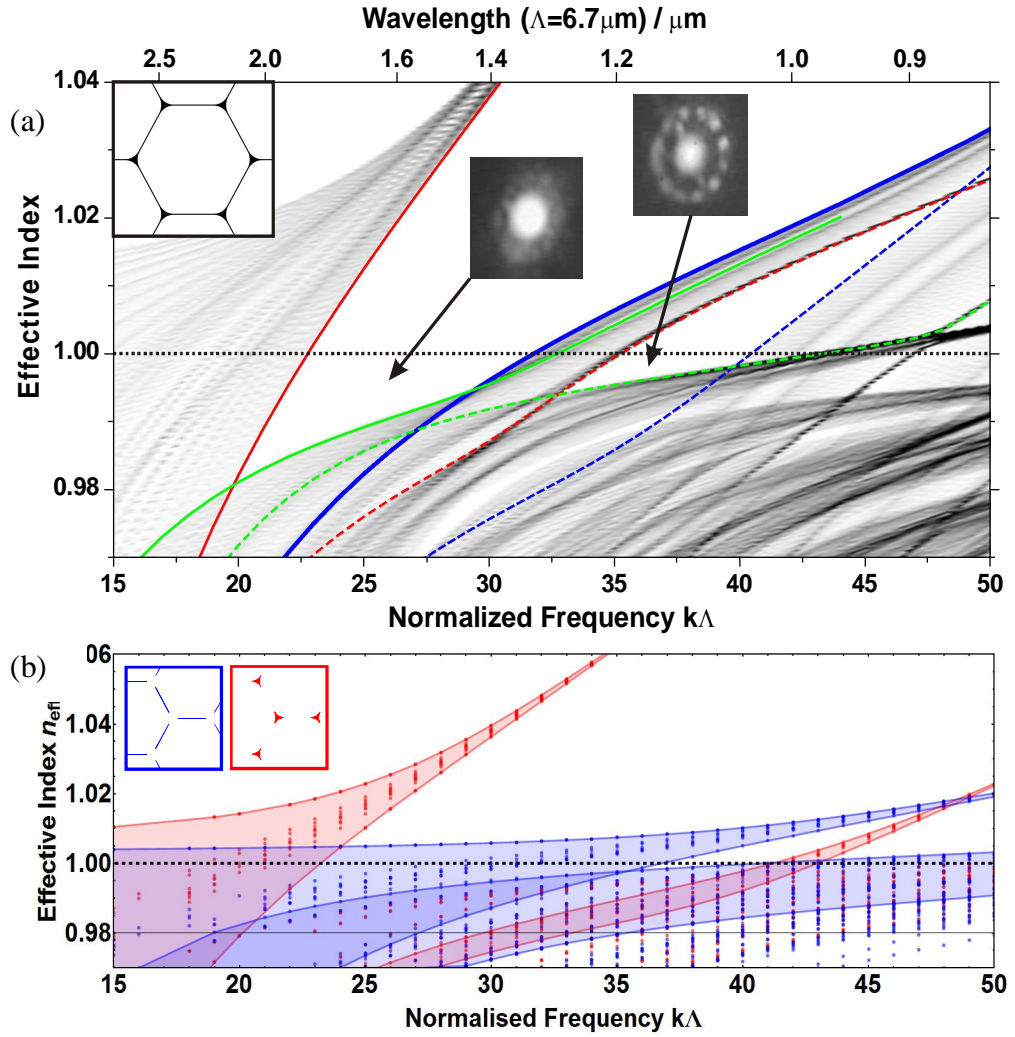 Wavelength (Λ=6.7μm) / μm
2.5 2.0 1.6 1.4 1.2 1.0 0.9
(a)
1.04
1.02
1.00
0.98
Effective Index
15 20 25 30 35 40 45 50
Normalized Frequency kΛ
(b)
06
1.04
1.02
1.00
0.98
Effective Index neff
15 20 25 30 35 40 45 50
Normalised Frequency kΛ